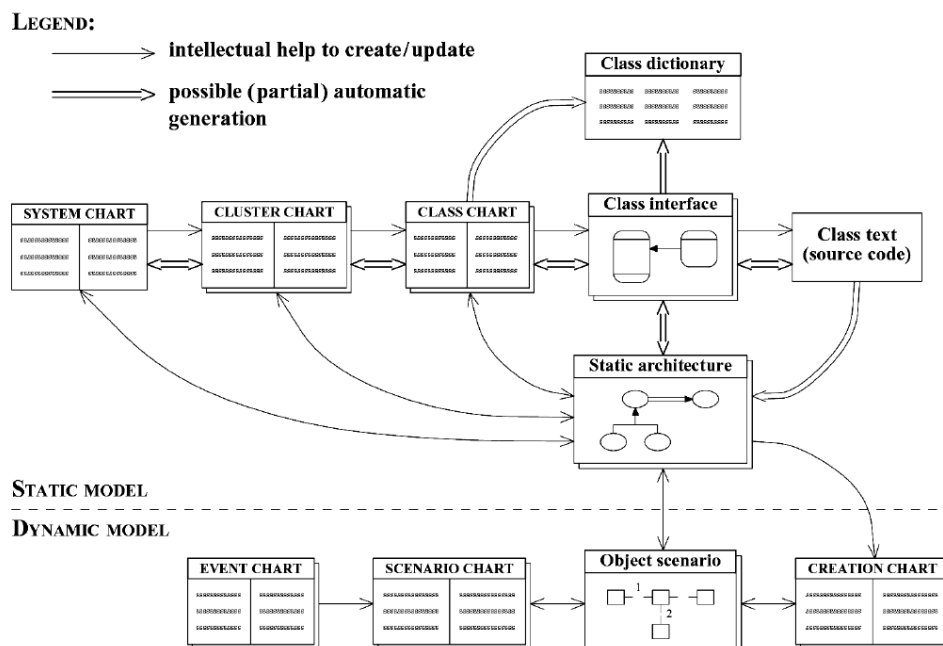 LEGEND:
intellectual help to create/update
possible (partial) automatic
generation
Class dictionary
SYSTEM CHART
CLUSTER CHART
CLASS CHART
Class interface
Class text
(source code)
Static architecture
STATIC MODEL
DYNAMIC MODEL
EVENT CHART
SCENARIO CHART
Object scenario
CREATION CHART
1
2